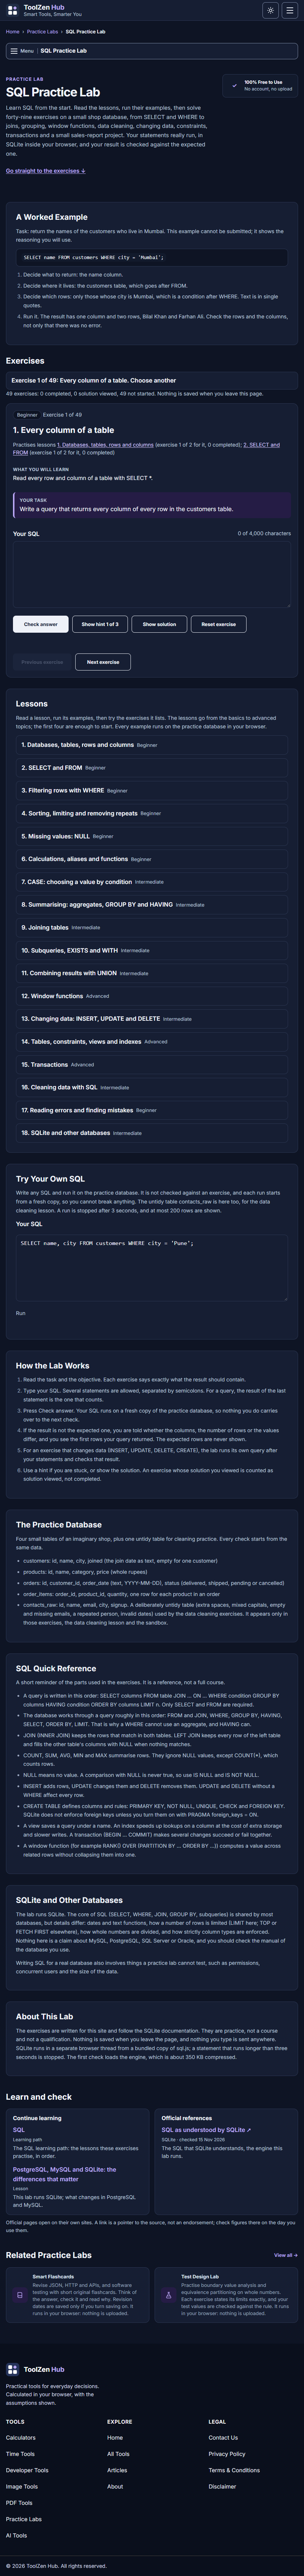 ToolZen Hub
Smart Tools, Smarter You
Home › Practice Labs › SQL Practice Lab
Menu | SQL Practice Lab
PRACTICE LAB
SQL Practice Lab
Learn SQL from the start. Read the lessons, run their examples, then solve
forty-nine exercises on a small shop database, from SELECT and WHERE to
joins, grouping, window functions, data cleaning, changing data, constraints,
transactions and a small sales-report project. Your statements really run, in
SQLite inside your browser, and your result is checked against the expected
one.
100% Free to Use
No account, no upload
Go straight to the exercises ↓
A Worked Example
Task: return the names of the customers who live in Mumbai. This example cannot be submitted; it shows the
reasoning you will use.
SELECT name FROM customers WHERE city = 'Mumbai';
1. Decide what to return: the name column.
2. Decide where it lives: the customers table, which goes after FROM.
3. Decide which rows: only those whose city is Mumbai, which is a condition after WHERE. Text is in single
quotes.
4. Run it. The result has one column and two rows, Bilal Khan and Farhan Ali. Check the rows and the columns,
not only that there was no error.
Exercises
Exercise 1 of 49: Every column of a table. Choose another
49 exercises: 0 completed, 0 solution viewed, 49 not started. Nothing is saved when you leave this page.
Beginner Exercise 1 of 49
1. Every column of a table
Practises lessons 1. Databases, tables, rows and columns (exercise 1 of 2 for it, 0 completed); 2. SELECT and
FROM (exercise 1 of 2 for it, 0 completed)
WHAT YOU WILL LEARN
Read every row and column of a table with SELECT *.
YOUR TASK
Write a query that returns every column of every row in the customers table.
Your SQL
0 of 4,000 characters
Check answer
Show hint 1 of 3
Show solution
Reset exercise
Previous exercise
Next exercise
Lessons
Read a lesson, run its examples, then try the exercises it lists. The lessons go from the basics to advanced
topics; the first four are enough to start. Every example runs on the practice database in your browser.
1. Databases, tables, rows and columns Beginner
2. SELECT and FROM Beginner
3. Filtering rows with WHERE Beginner
4. Sorting, limiting and removing repeats Beginner
5. Missing values: NULL Beginner
6. Calculations, aliases and functions Beginner
7. CASE: choosing a value by condition Intermediate
8. Summarising: aggregates, GROUP BY and HAVING Intermediate
9. Joining tables Intermediate
10. Subqueries, EXISTS and WITH Intermediate
11. Combining results with UNION Intermediate
12. Window functions Advanced
13. Changing data: INSERT, UPDATE and DELETE Intermediate
14. Tables, constraints, views and indexes Advanced
15. Transactions Advanced
16. Cleaning data with SQL Intermediate
17. Reading errors and finding mistakes Beginner
18. SQLite and other databases Intermediate
Try Your Own SQL
Write any SQL and run it on the practice database. It is not checked against an exercise, and each run starts
from a fresh copy, so you cannot break anything. The untidy table contacts_raw is here too, for the data
cleaning lesson. A run is stopped after 3 seconds, and at most 200 rows are shown.
Your SQL
SELECT name, city FROM customers WHERE city = 'Pune';
Run
How the Lab Works
1. Read the task and the objective. Each exercise says exactly what the result should contain.
2. Type your SQL. Several statements are allowed, separated by semicolons. For a query, the result of the last
statement is the one that counts.
3. Press Check answer. Your SQL runs on a fresh copy of the practice database, so nothing you do carries
over to the next check.
4. If the result is not the expected one, you are told whether the columns, the number of rows or the values
differ, and you see the first rows your query returned. The expected rows are never shown.
5. For an exercise that changes data (INSERT, UPDATE, DELETE, CREATE), the lab runs its own query after
your statements and checks that result.
6. Use a hint if you are stuck, or show the solution. An exercise whose solution you viewed is counted as
solution viewed, not completed.
The Practice Database
Four small tables of an imaginary shop, plus one untidy table for cleaning practice. Every check starts from the
same data.
• customers: id, name, city, joined (the join date as text, empty for one customer)
• products: id, name, category, price (whole rupees)
• orders: id, customer_id, order_date (text, YYYY-MM-DD), status (delivered, shipped, pending or cancelled)
• order_items: order_id, product_id, quantity, one row for each product in an order
• contacts_raw: id, name, email, city, signup. A deliberately untidy table (extra spaces, mixed capitals, empty
and missing emails, a repeated person, invalid dates) used by the data cleaning exercises. It appears only in
those exercises, the data cleaning lesson and the sandbox.
SQL Quick Reference
A short reminder of the parts used in the exercises. It is a reference, not a full course.
• A query is written in this order: SELECT columns FROM table JOIN ... ON ... WHERE condition GROUP BY
columns HAVING condition ORDER BY columns LIMIT n. Only SELECT and FROM are required.
• The database works through a query roughly in this order: FROM and JOIN, WHERE, GROUP BY, HAVING,
SELECT, ORDER BY, LIMIT. That is why a WHERE cannot use an aggregate, and HAVING can.
• JOIN (INNER JOIN) keeps the rows that match in both tables. LEFT JOIN keeps every row of the left table
and fills the other table's columns with NULL when nothing matches.
• COUNT, SUM, AVG, MIN and MAX summarise rows. They ignore NULL values, except COUNT(*), which
counts rows.
• NULL means no value. A comparison with NULL is never true, so use IS NULL and IS NOT NULL.
• INSERT adds rows, UPDATE changes them and DELETE removes them. UPDATE and DELETE without a
WHERE affect every row.
• CREATE TABLE defines columns and rules: PRIMARY KEY, NOT NULL, UNIQUE, CHECK and FOREIGN KEY.
SQLite does not enforce foreign keys unless you turn them on with PRAGMA foreign_keys = ON.
• A view saves a query under a name. An index speeds up lookups on a column at the cost of extra storage
and slower writes. A transaction (BEGIN ... COMMIT) makes several changes succeed or fail together.
• A window function (for example RANK() OVER (PARTITION BY ... ORDER BY ...)) computes a value across
related rows without collapsing them into one.
SQLite and Other Databases
The lab runs SQLite. The core of SQL (SELECT, WHERE, JOIN, GROUP BY, subqueries) is shared by most
databases, but details differ: dates and text functions, how a number of rows is limited (LIMIT here; TOP or
FETCH FIRST elsewhere), how whole numbers are divided, and how strictly column types are enforced.
Nothing here is a claim about MySQL, PostgreSQL, SQL Server or Oracle, and you should check the manual of
the database you use.
Writing SQL for a real database also involves things a practice lab cannot test, such as permissions,
concurrent users and the size of the data.
About This Lab
The exercises are written for this site and follow the SQLite documentation. They are practice, not a course
and not a qualification. Nothing is saved when you leave the page, and nothing you type is sent anywhere.
SQLite runs in a separate browser thread from a bundled copy of sql.js; a statement that runs longer than three
seconds is stopped. The first check loads the engine, which is about 350 KB compressed.
Learn and check
Continue learning
SQL
Learning path
The SQL learning path: the lessons these exercises
practise, in order.
PostgreSQL, MySQL and SQLite: the
differences that matter
Lesson
This lab runs SQLite; what changes in PostgreSQL
and MySQL.
Official references
SQL as understood by SQLite ↗
SQLite · checked 15 Nov 2026
The SQL that SQLite understands, the engine this
lab runs.
Official pages open on their own sites. A link is a pointer to the source, not an endorsement; check figures there on the day you
use them.
Related Practice Labs
View all →
Smart Flashcards
Revise JSON, HTTP and APIs, and software
testing with short original flashcards. Think of
the answer, check it and read why. Revision
dates are saved only if you turn saving on. It
runs in your browser: nothing is uploaded.
Test Design Lab
Practise boundary value analysis and
equivalence partitioning on whole numbers.
Each exercise states its limits exactly, and your
test values are checked against the rule. It runs
in your browser: nothing is uploaded.
ToolZen Hub
Practical tools for everyday decisions.
Calculated in your browser, with the
assumptions shown.
TOOLS
Calculators
Time Tools
Developer Tools
Image Tools
PDF Tools
Practice Labs
AI Tools
EXPLORE
Home
All Tools
Articles
About
LEGAL
Contact Us
Privacy Policy
Terms & Conditions
Disclaimer
© 2026 ToolZen Hub. All rights reserved.